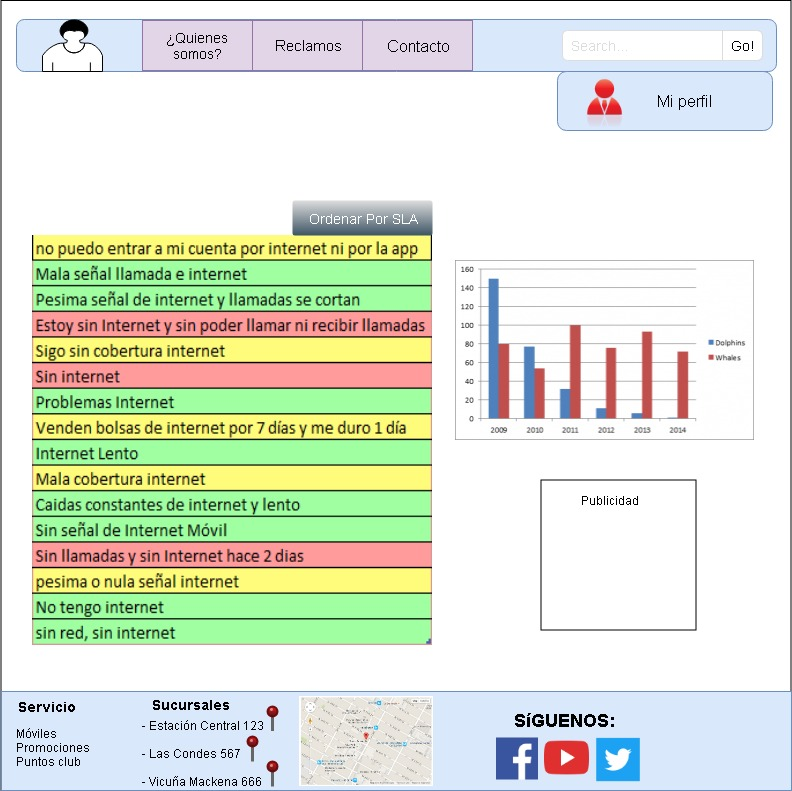 ¿Quienes
somos?
Reclamos
Contacto
Search...
Go!
Mi perfil
Ordenar Por SLA
no puedo entrar a mi cuenta por internet ni por la app
Mala señal llamada e internet
Pesima señal de internet y llamadas se cortan
Estoy sin Internet y sin poder llamar ni recibir llamadas
Sigo sin cobertura internet
Sin internet
Problemas Internet
Venden bolsas de internet por 7 días y me duro 1 día
Internet Lento
Mala cobertura internet
Caidas constantes de internet y lento
Sin señal de Internet Móvil
Sin llamadas y sin Internet hace 2 dias
pesima o nula señal internet
No tengo internet
sin red, sin internet
160
140
120
100
80
60
40
20
0
2009 2010 2011 2012 2013 2014
Dolphins
Whales
Publicidad
Servicio
Móviles
Promociones
Puntos club
Sucursales
- Estación Central 123
- Las Condes 567
- Vicuña Mackena 666
SíGUENOS: